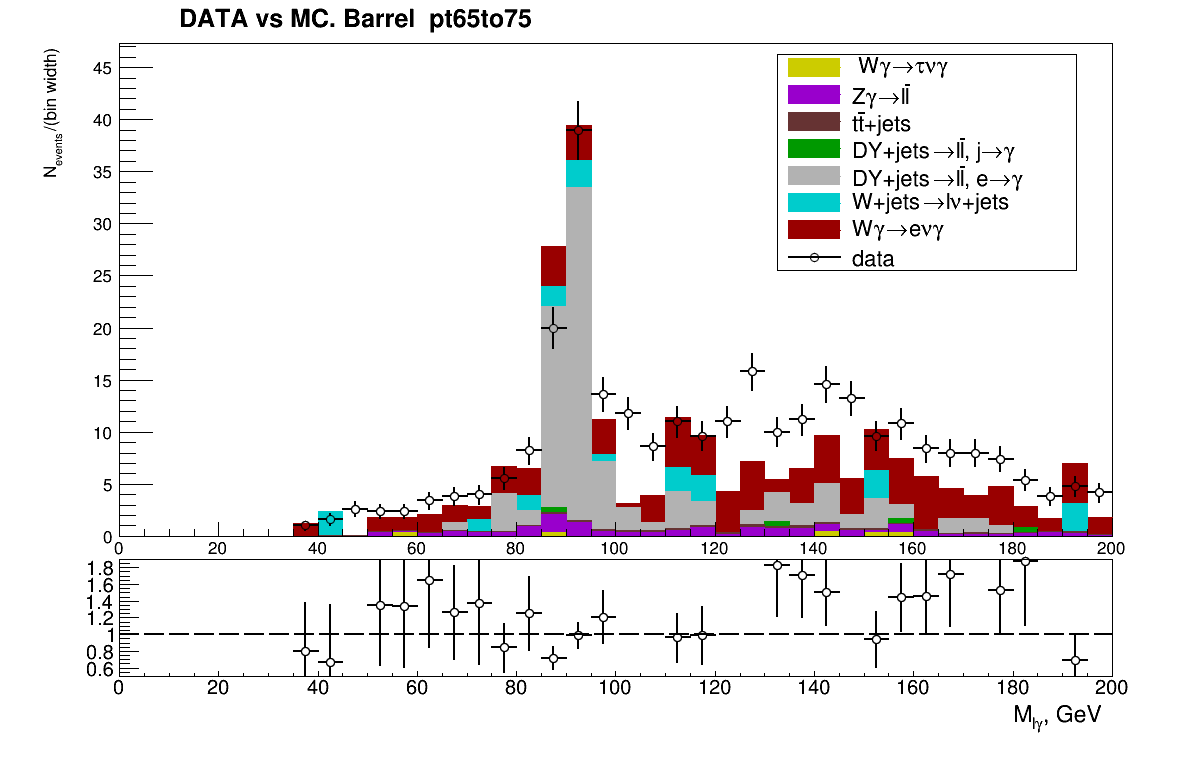 DATA vs MC. Barrel pt65to75
N_events /(bin width)
45
40
35
30
25
20
15
10
5
0
Wγ→τνγ
Zγ→ll̄
tt̄+jets
DY+jets→ll̄, j→γ
DY+jets→ll̄, e→γ
W+jets→lν+jets
Wγ→eνγ
data
0 20 40 60 80 100 120 140 160 180 200
1.8
1.6
1.4
1.2
1
0.8
0.6
0 20 40 60 80 100 120 140 160 180 200
M_lγ, GeV